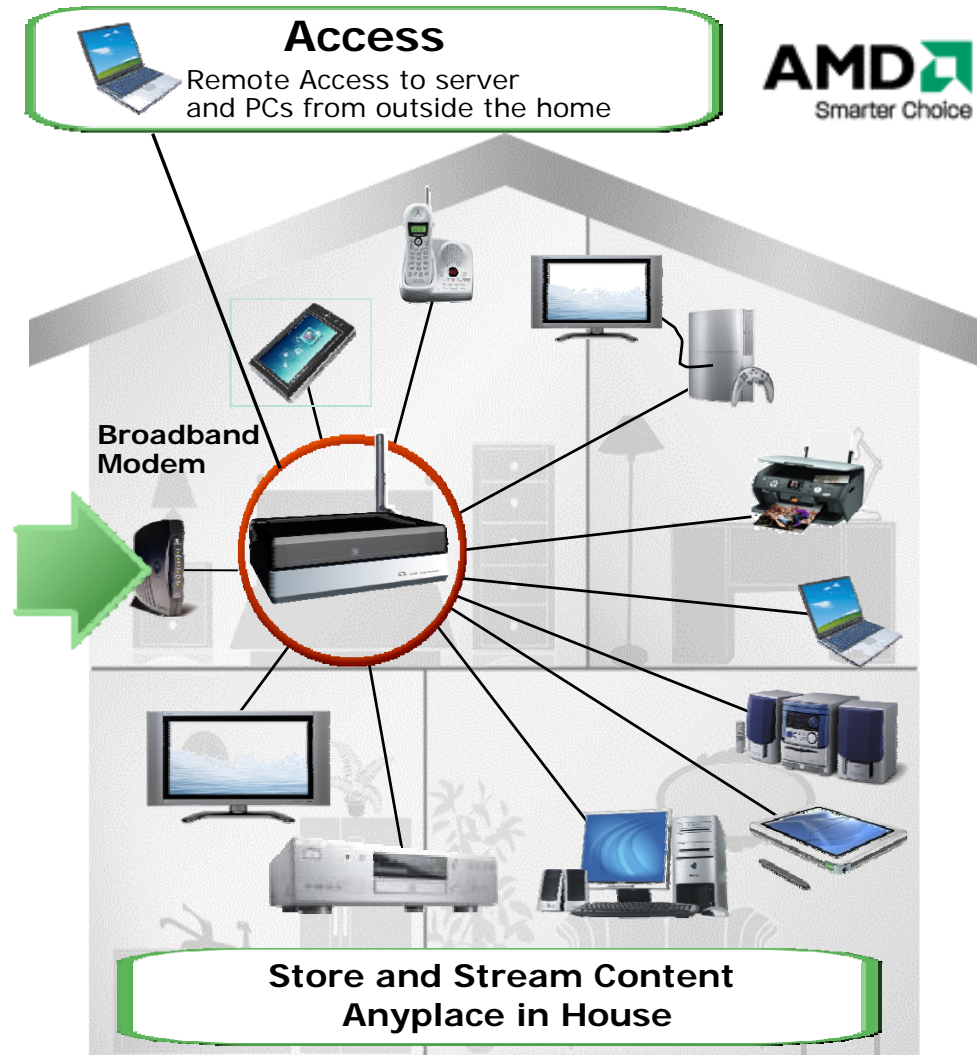 Access
Remote Access to server
and PCs from outside the home
AMD
Smarter Choice
Broadband
Modem
Store and Stream Content
Anyplace in House